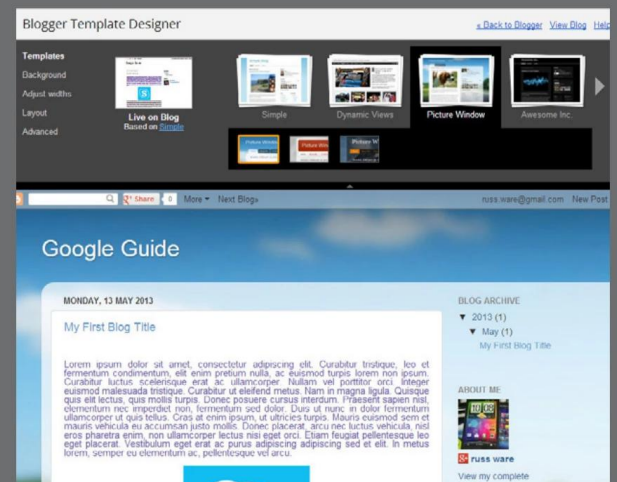 Blogger Template Designer
« Back to Blogger View Blog Help
Templates
Background
Adjust widths
Layout
Advanced
Live on Blog
Based on Simple
Simple
Dynamic Views
Picture Window
Awesome Inc.
Picture Window
Picture Win
Picture W
Share 0 More Next Blog»
russ.ware@gmail.com New Post
Google Guide
MONDAY, 13 MAY 2013
My First Blog Title
Lorem ipsum dolor sit amet, consectetur adipiscing elit. Curabitur tristique, leo et
fermentum condimentum, elit enim pretium nulla, ac euismod turpis lorem non ipsum.
Curabitur luctus scelerisque erat ac ullamcorper. Nullam vel porttitor orci. Integer
euismod malesuada tristique. Curabitur ut eleifend metus. Nam in magna ligula. Quisque
quis elit lectus, quis mollis turpis. Donec posuere cursus interdum. Praesent sapien nisl,
elementum nec imperdiet non, fermentum sed dolor. Duis ut nunc in dolor fermentum
ullamcorper ut quis tellus. Cras at enim ipsum, ut ultricies turpis. Mauris euismod sem et
mauris vehicula eu accumsan justo mollis. Donec placerat, arcu nec luctus vehicula, nisl
eros pharetra enim, non ullamcorper lectus nisi eget orci. Etiam feugiat pellentesque leo
eget placerat. Vestibulum eget erat ac purus adipiscing adipiscing sed et elit. In metus
lorem, semper eu elementum ac, pellentesque vel arcu.
BLOG ARCHIVE
▼ 2013 (1)
▼ May (1)
My First Blog Title
ABOUT ME
russ ware
View my complete